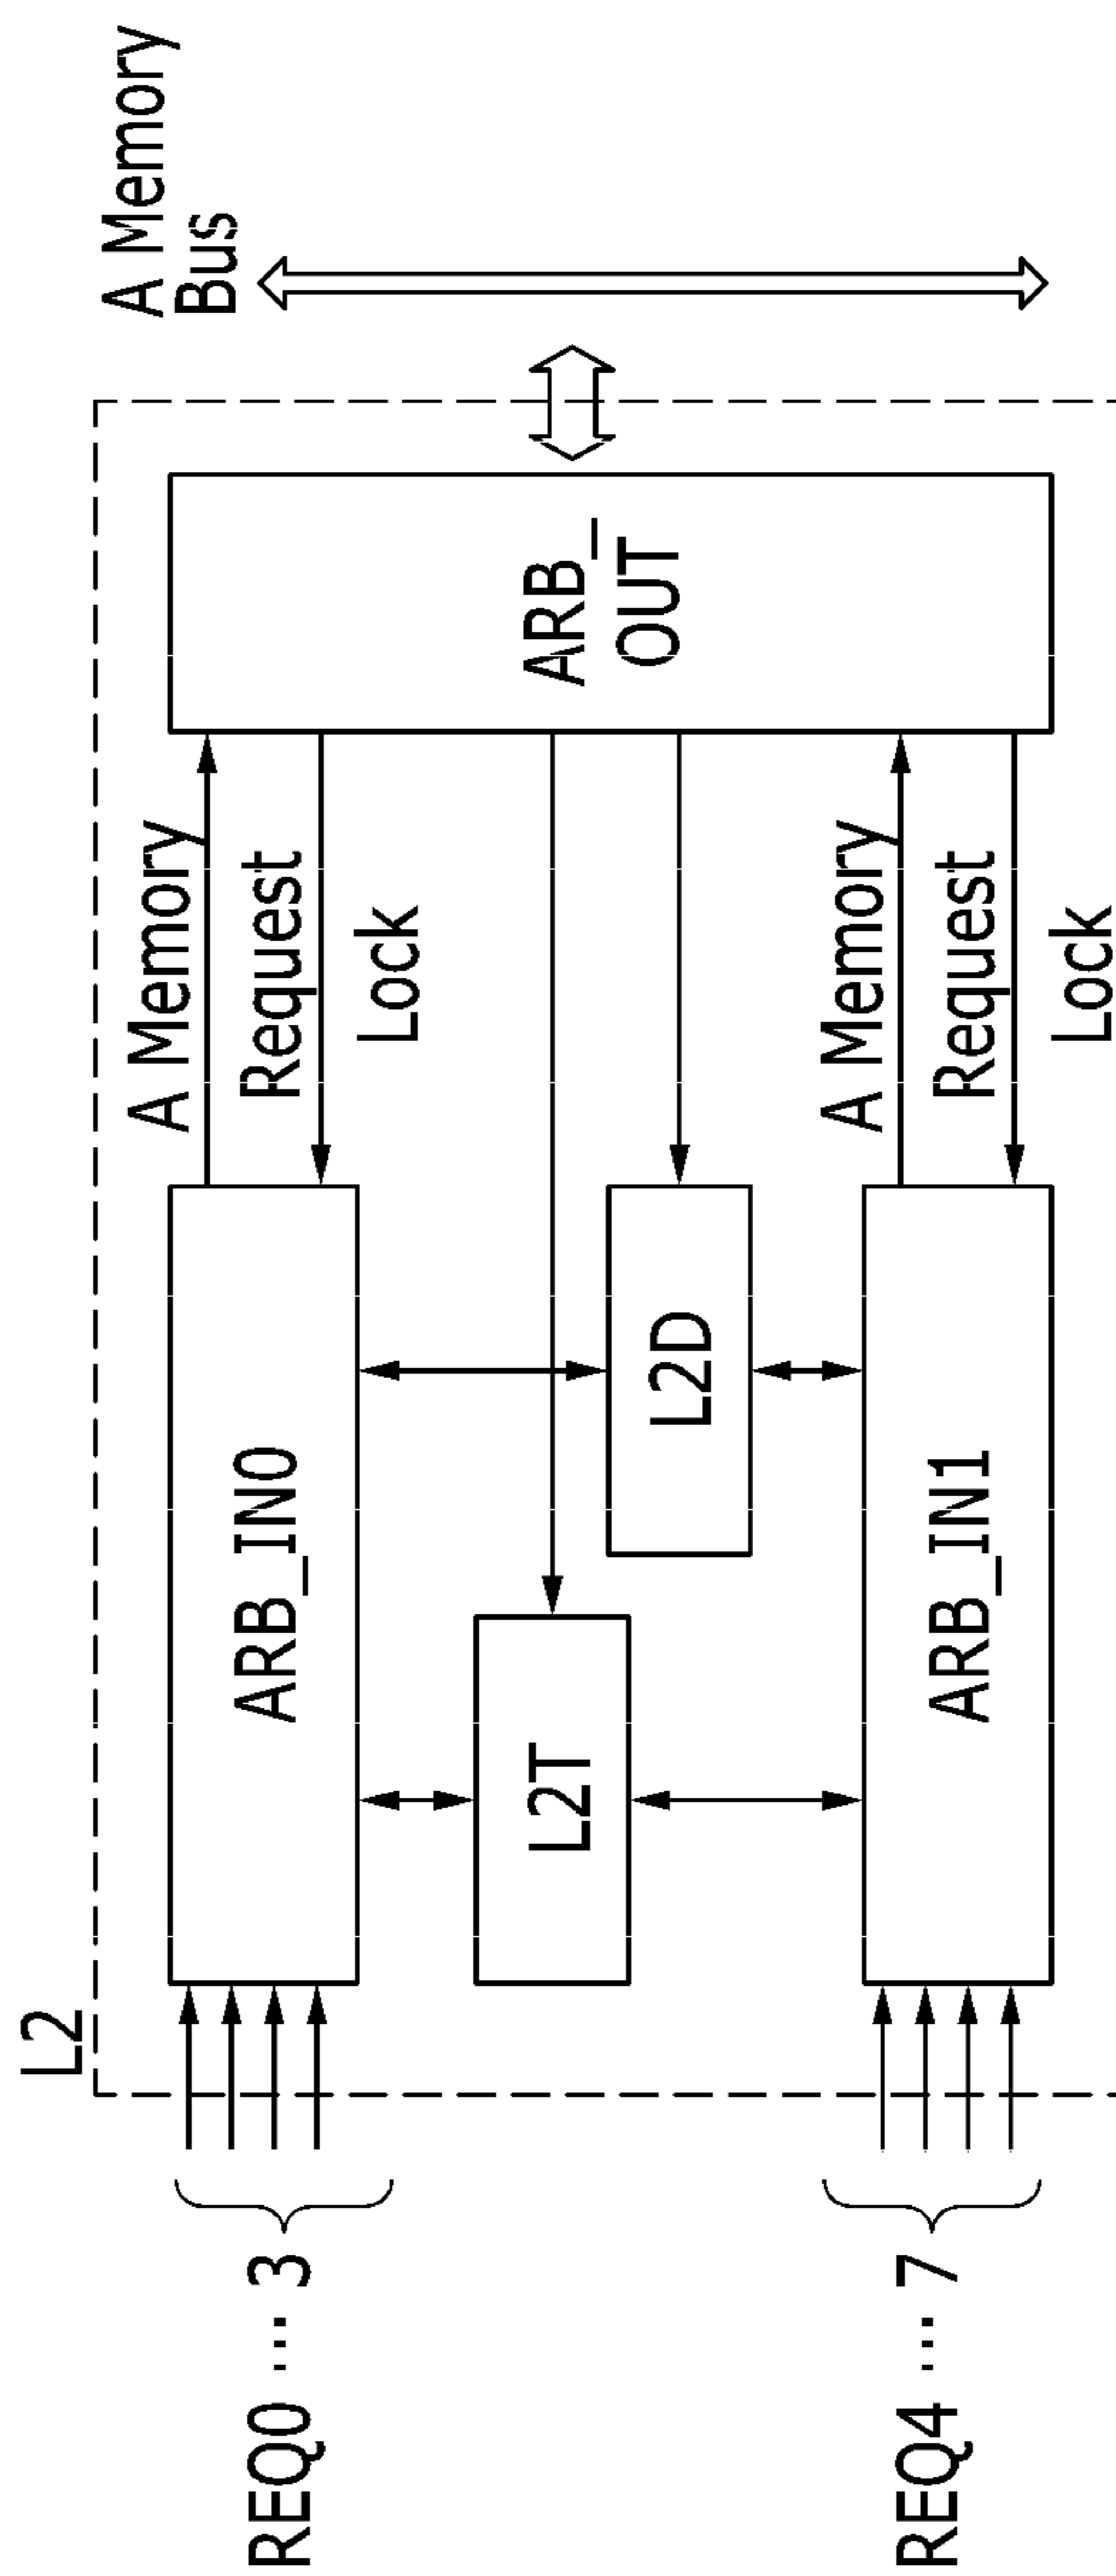 L2
A Memory
Bus
REQ0 ... 3
ARB_IN0
A Memory
Request
Lock
L2T
L2D
ARB_
OUT
REQ4 ... 7
ARB_IN1
A Memory
Request
Lock